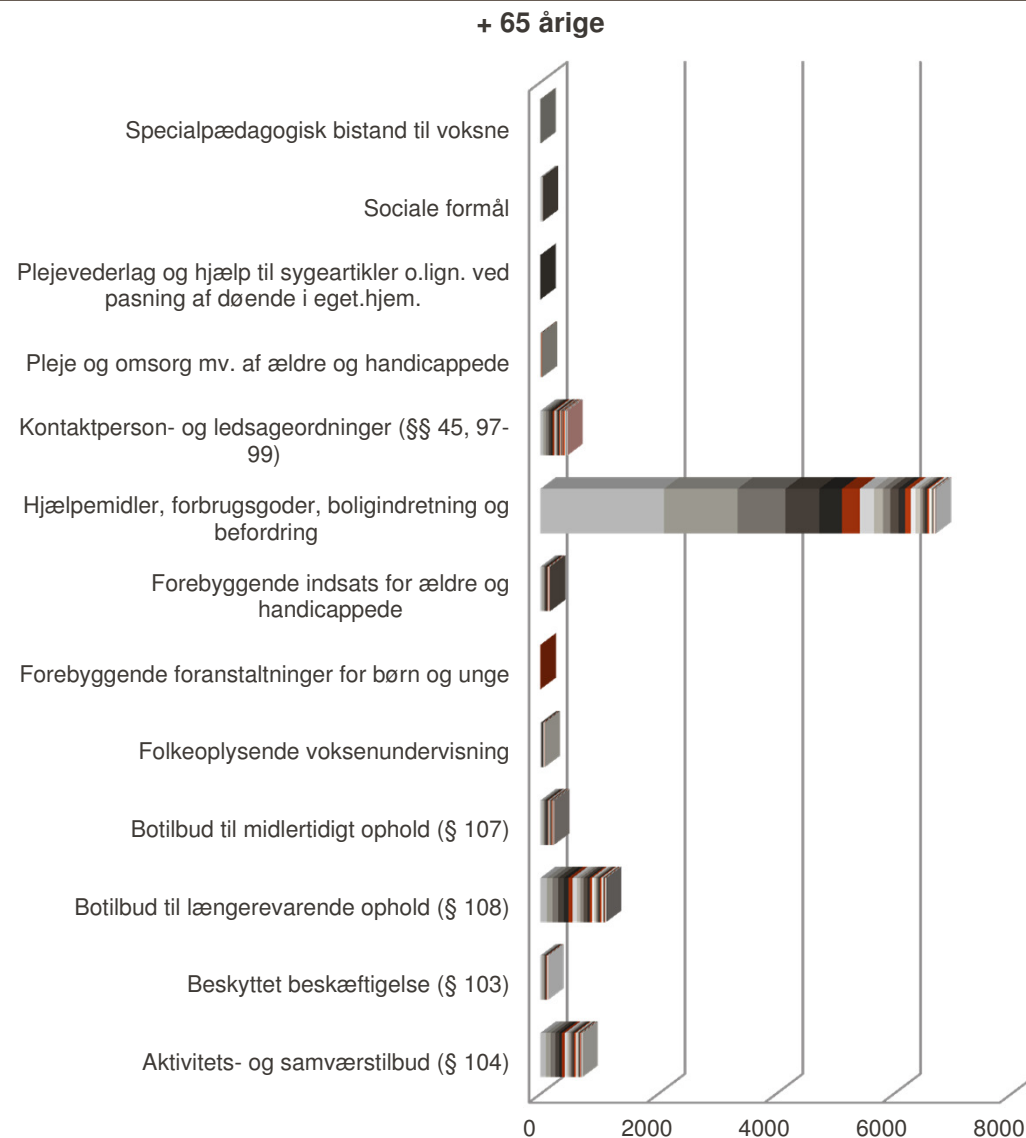 + 65 årige
Specialpædagogisk bistand til voksne
Sociale formål
Plejevederlag og hjælp til sygeartikler o.lign. ved
pasning af døende i eget.hjem.
Pleje og omsorg mv. af ældre og handicappede
Kontaktperson- og ledsageordninger (§§ 45, 97-
99)
Hjælpemidler, forbrugsgoder, boligindretning og
befordring
Forebyggende indsats for ældre og
handicappede
Forebyggende foranstaltninger for børn og unge
Folkeoplysende voksenundervisning
Botilbud til midlertidigt ophold (§ 107)
Botilbud til længerevarende ophold (§ 108)
Beskyttet beskæftigelse (§ 103)
Aktivitets- og samværstilbud (§ 104)
0 2000 4000 6000 8000